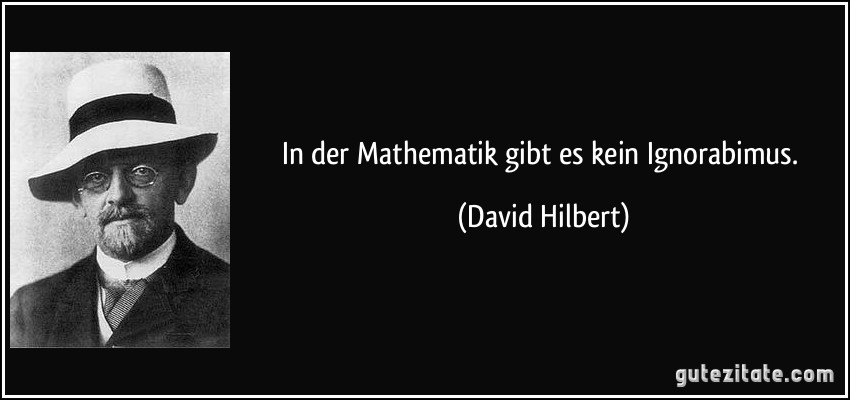 In der Mathematik gibt es kein Ignorabimus.
(David Hilbert)
gutezitate.com